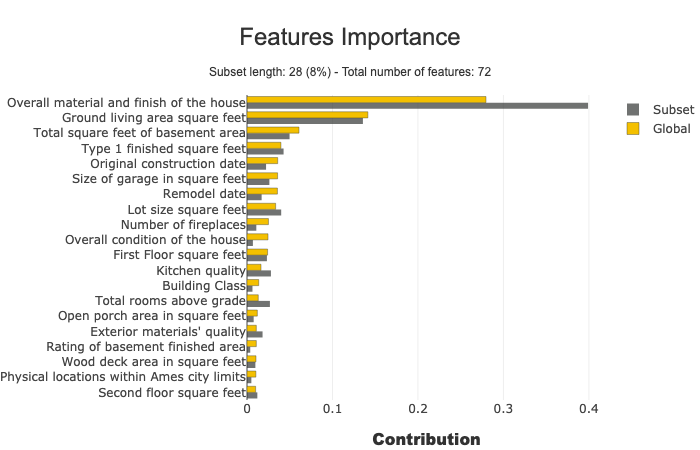 Features Importance
Subset length: 28 (8%) - Total number of features: 72
Overall material and finish of the house
Ground living area square feet
Total square feet of basement area
Type 1 finished square feet
Original construction date
Size of garage in square feet
Remodel date
Lot size square feet
Number of fireplaces
Overall condition of the house
First Floor square feet
Kitchen quality
Building Class
Total rooms above grade
Open porch area in square feet
Exterior materials' quality
Rating of basement finished area
Wood deck area in square feet
Physical locations within Ames city limits
Second floor square feet
0 0.1 0.2 0.3 0.4
Contribution
Subset
Global